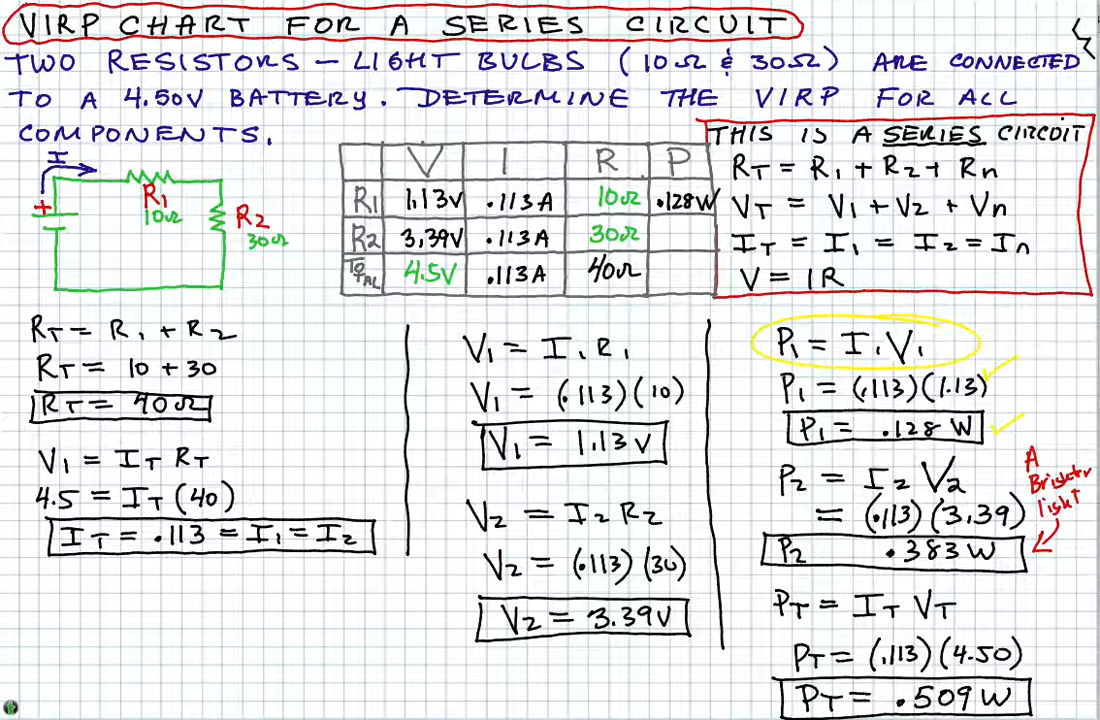 VIRP CHART FOR A SERIES CIRCUIT
TWO RESISTORS – LIGHT BULBS (10Ω & 30Ω) ARE CONNECTED
TO A 4.50V BATTERY. DETERMINE THE VIRP FOR ALL
COMPONENTS.
I
+
R1
10Ω
R2
30Ω
V I R P
R1 1.13V .113A 10Ω .128W
R2 3.39V .113A 30Ω
TOTAL 4.5V .113A 40Ω
THIS IS A SERIES CIRCUIT
RT = R1 + R2 + Rn
VT = V1 + V2 + Vn
IT = I1 = I2 = In
V = IR
RT = R1 + R2
RT = 10 + 30
RT = 40Ω
V1 = IT RT
4.5 = IT (40)
IT = .113 = I1 = I2
V1 = I1 R1
V1 = (.113)(10)
V1 = 1.13V
V2 = I2 R2
V2 = (.113)(30)
V2 = 3.39V
P1 = I1 V1
P1 = (.113)(1.13)
P1 = .128 W
P2 = I2 V2
= (.113)(3.39)
P2 .383 W
A
Brighter
light
PT = IT VT
PT = (.113)(4.50)
PT = .509 W